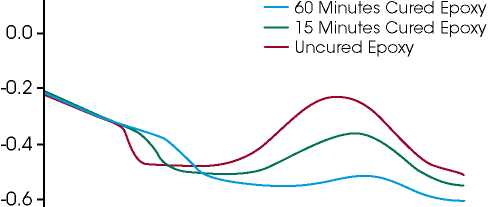 60 Minutes Cured Epoxy
15 Minutes Cured Epoxy
Uncured Epoxy
0.0
-0.2
-0.4
-0.6